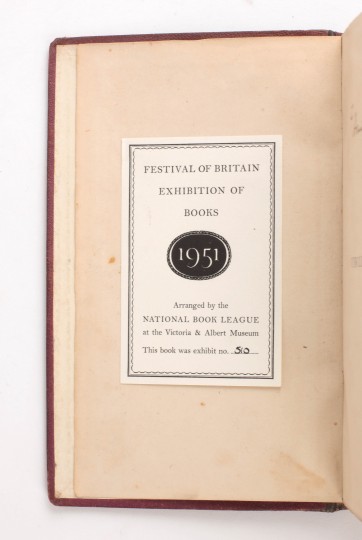 FESTIVAL OF BRITAIN
EXHIBITION OF
BOOKS
1951
Arranged by the
NATIONAL BOOK LEAGUE
at the Victoria & Albert Museum
This book was exhibit no. 510